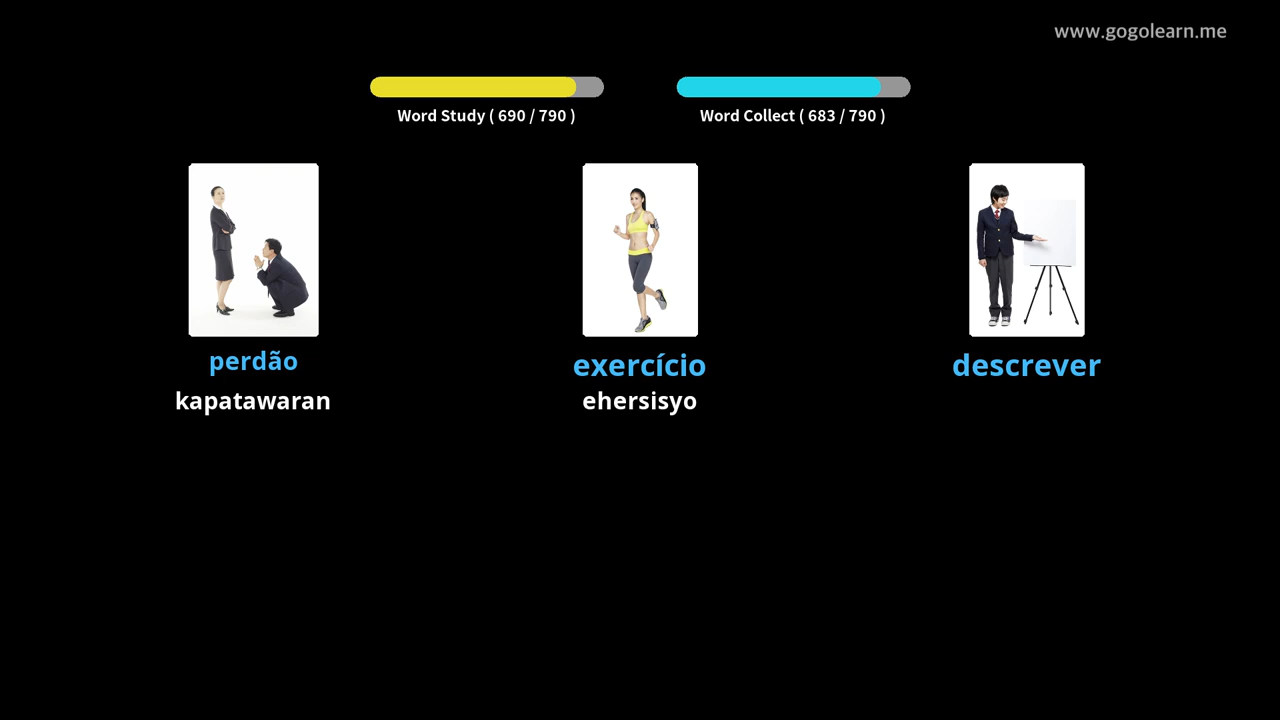 www.gogolearn.me
Word Study ( 690 / 790 )
Word Collect ( 683 / 790 )
perdão
exercício
descrever
kapatawaran
ehersisyo